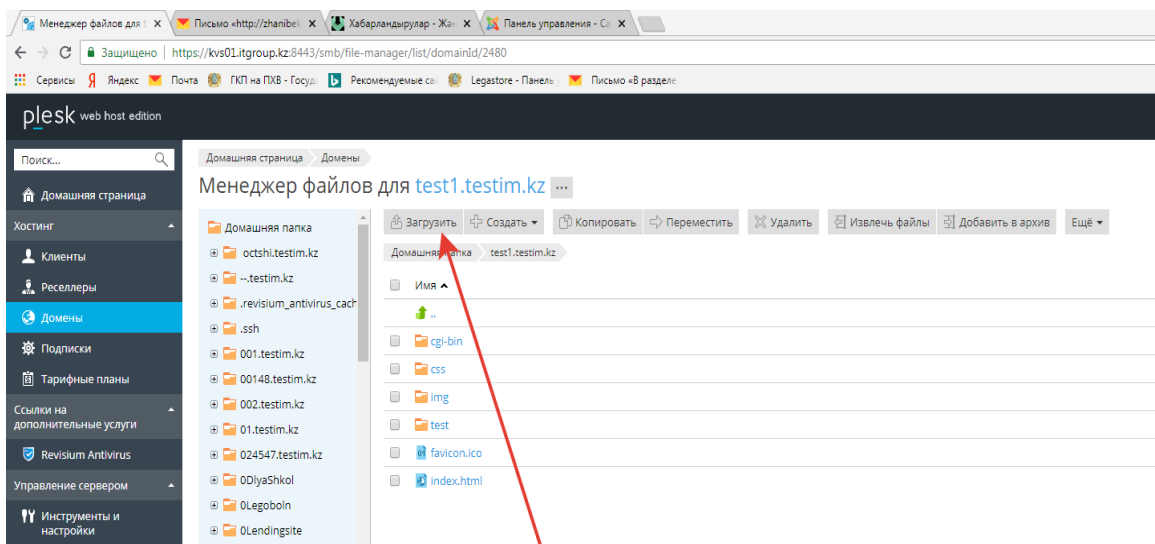 Менеджер файлов для t
Письмо «http://zhanibek
Хабарландырулар - Жан
Панель управления - Са
Защищено | https://kvs01.itgroup.kz:8443/smb/file-manager/list/domainId/2480
Сервисы Яндекс Почта ГКП на ПХВ - Госуд Рекомендуемые сай Legastore - Панель Письмо «В разделе
plesk web host edition
Поиск...
Домашняя страница
Хостинг
Клиенты
Реселлеры
Домены
Подписки
Тарифные планы
Ссылки на
дополнительные услуги
Revisium Antivirus
Управление сервером
Инструменты и
настройки
Домашняя страница Домены
Менеджер файлов для test1.testim.kz ...
Домашняя папка
octshi.testim.kz
--.testim.kz
.revisium_antivirus_cach
.ssh
001.testim.kz
00148.testim.kz
002.testim.kz
01.testim.kz
024547.testim.kz
0DlyaShkol
0Legoboln
0Lendingsite
Загрузить Создать Копировать Переместить Удалить Извлечь файлы Добавить в архив Ещё
Домашняя папка test1.testim.kz
Имя
..
cgi-bin
css
img
test
favicon.ico
index.html